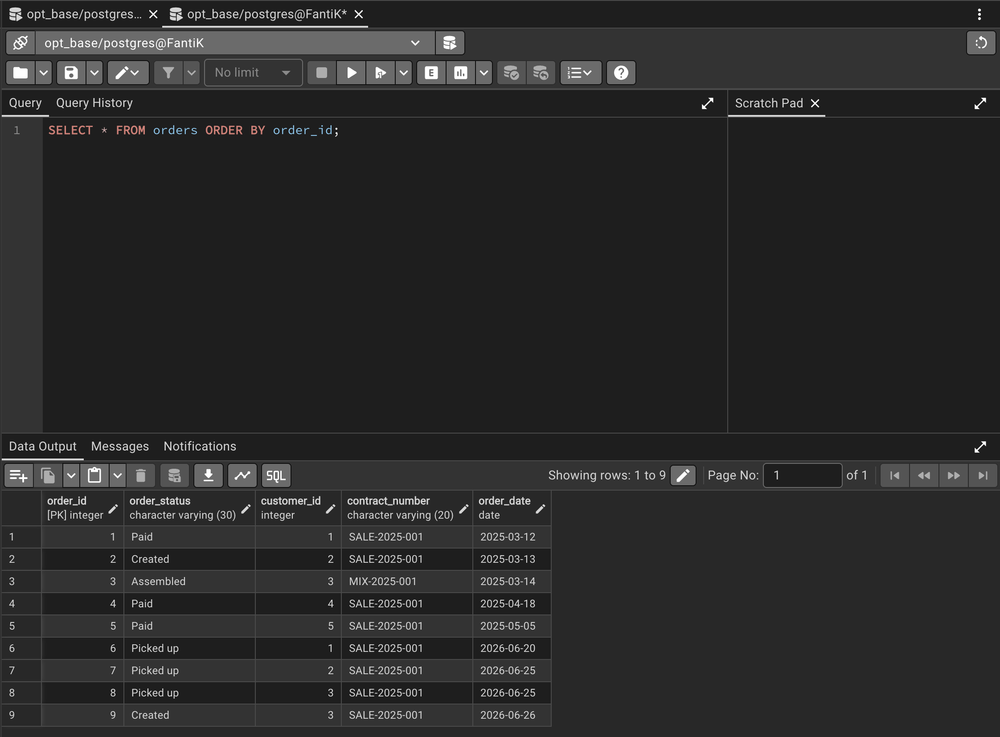 opt_base/postgres... opt_base/postgres@FantiK*
opt_base/postgres@FantiK
No limit E
Query Query History Scratch Pad
1 SELECT * FROM orders ORDER BY order_id;
Data Output Messages Notifications
SQL Showing rows: 1 to 9 Page No: 1 of 1
order_id order_status customer_id contract_number order_date
[PK] integer character varying (30) integer character varying (20) date
1 1 Paid 1 SALE-2025-001 2025-03-12
2 2 Created 2 SALE-2025-001 2025-03-13
3 3 Assembled 3 MIX-2025-001 2025-03-14
4 4 Paid 4 SALE-2025-001 2025-04-18
5 5 Paid 5 SALE-2025-001 2025-05-05
6 6 Picked up 1 SALE-2025-001 2026-06-20
7 7 Picked up 2 SALE-2025-001 2026-06-25
8 8 Picked up 3 SALE-2025-001 2026-06-25
9 9 Created 3 SALE-2025-001 2026-06-26